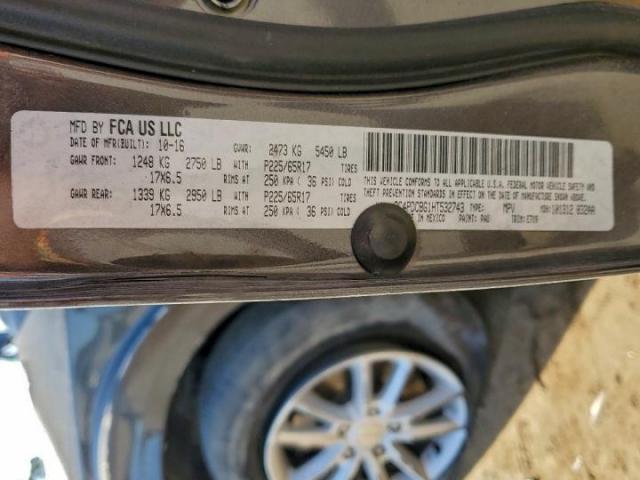 MFD BY FCA US LLC
DATE OF MFR(BUILT): 10-16 GVWR: 2473 KG 5450 LB
GAWR FRONT: 1248 KG 2750 LB WITH P225/65R17 TIRES
17X6.5 RIMS AT 250 KPA ( 36 PSI) COLD
GAWR REAR: 1339 KG 2950 LB WITH P225/65R17 TIRES
17X6.5 RIMS AT 250 KPA ( 36 PSI) COLD
THIS VEHICLE CONFORMS TO ALL APPLICABLE U.S.A. FEDERAL MOTOR VEHICLE SAFETY AND
THEFT PREVENTION STANDARDS IN EFFECT ON THE DATE OF MANUFACTURE SHOWN ABOVE.
TYPE: MPV
IN MEXICO PAINT: PAU TRIM: